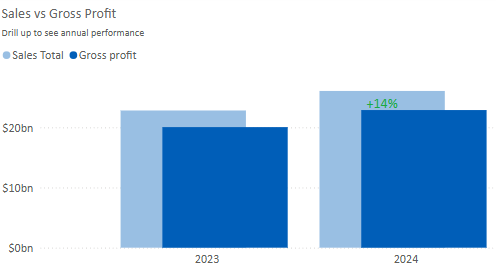 Sales vs Gross Profit
Drill up to see annual performance
Sales Total Gross profit
+14%
$20bn
$10bn
$0bn
2023 2024